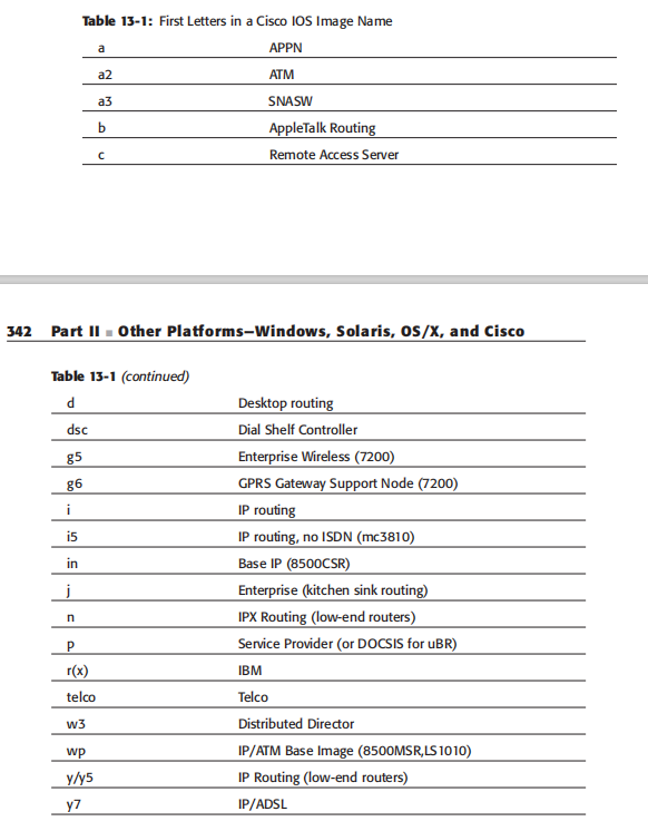 Table 13-1: First Letters in a Cisco IOS Image Name
a APPN
a2 ATM
a3 SNASW
b AppleTalk Routing
c Remote Access Server
342 Part II ■ Other Platforms—Windows, Solaris, OS/X, and Cisco
Table 13-1 (continued)
d Desktop routing
dsc Dial Shelf Controller
g5 Enterprise Wireless (7200)
g6 GPRS Gateway Support Node (7200)
i IP routing
i5 IP routing, no ISDN (mc3810)
in Base IP (8500CSR)
j Enterprise (kitchen sink routing)
n IPX Routing (low-end routers)
p Service Provider (or DOCSIS for uBR)
r(x) IBM
telco Telco
w3 Distributed Director
wp IP/ATM Base Image (8500MSR,LS1010)
y/y5 IP Routing (low-end routers)
y7 IP/ADSL